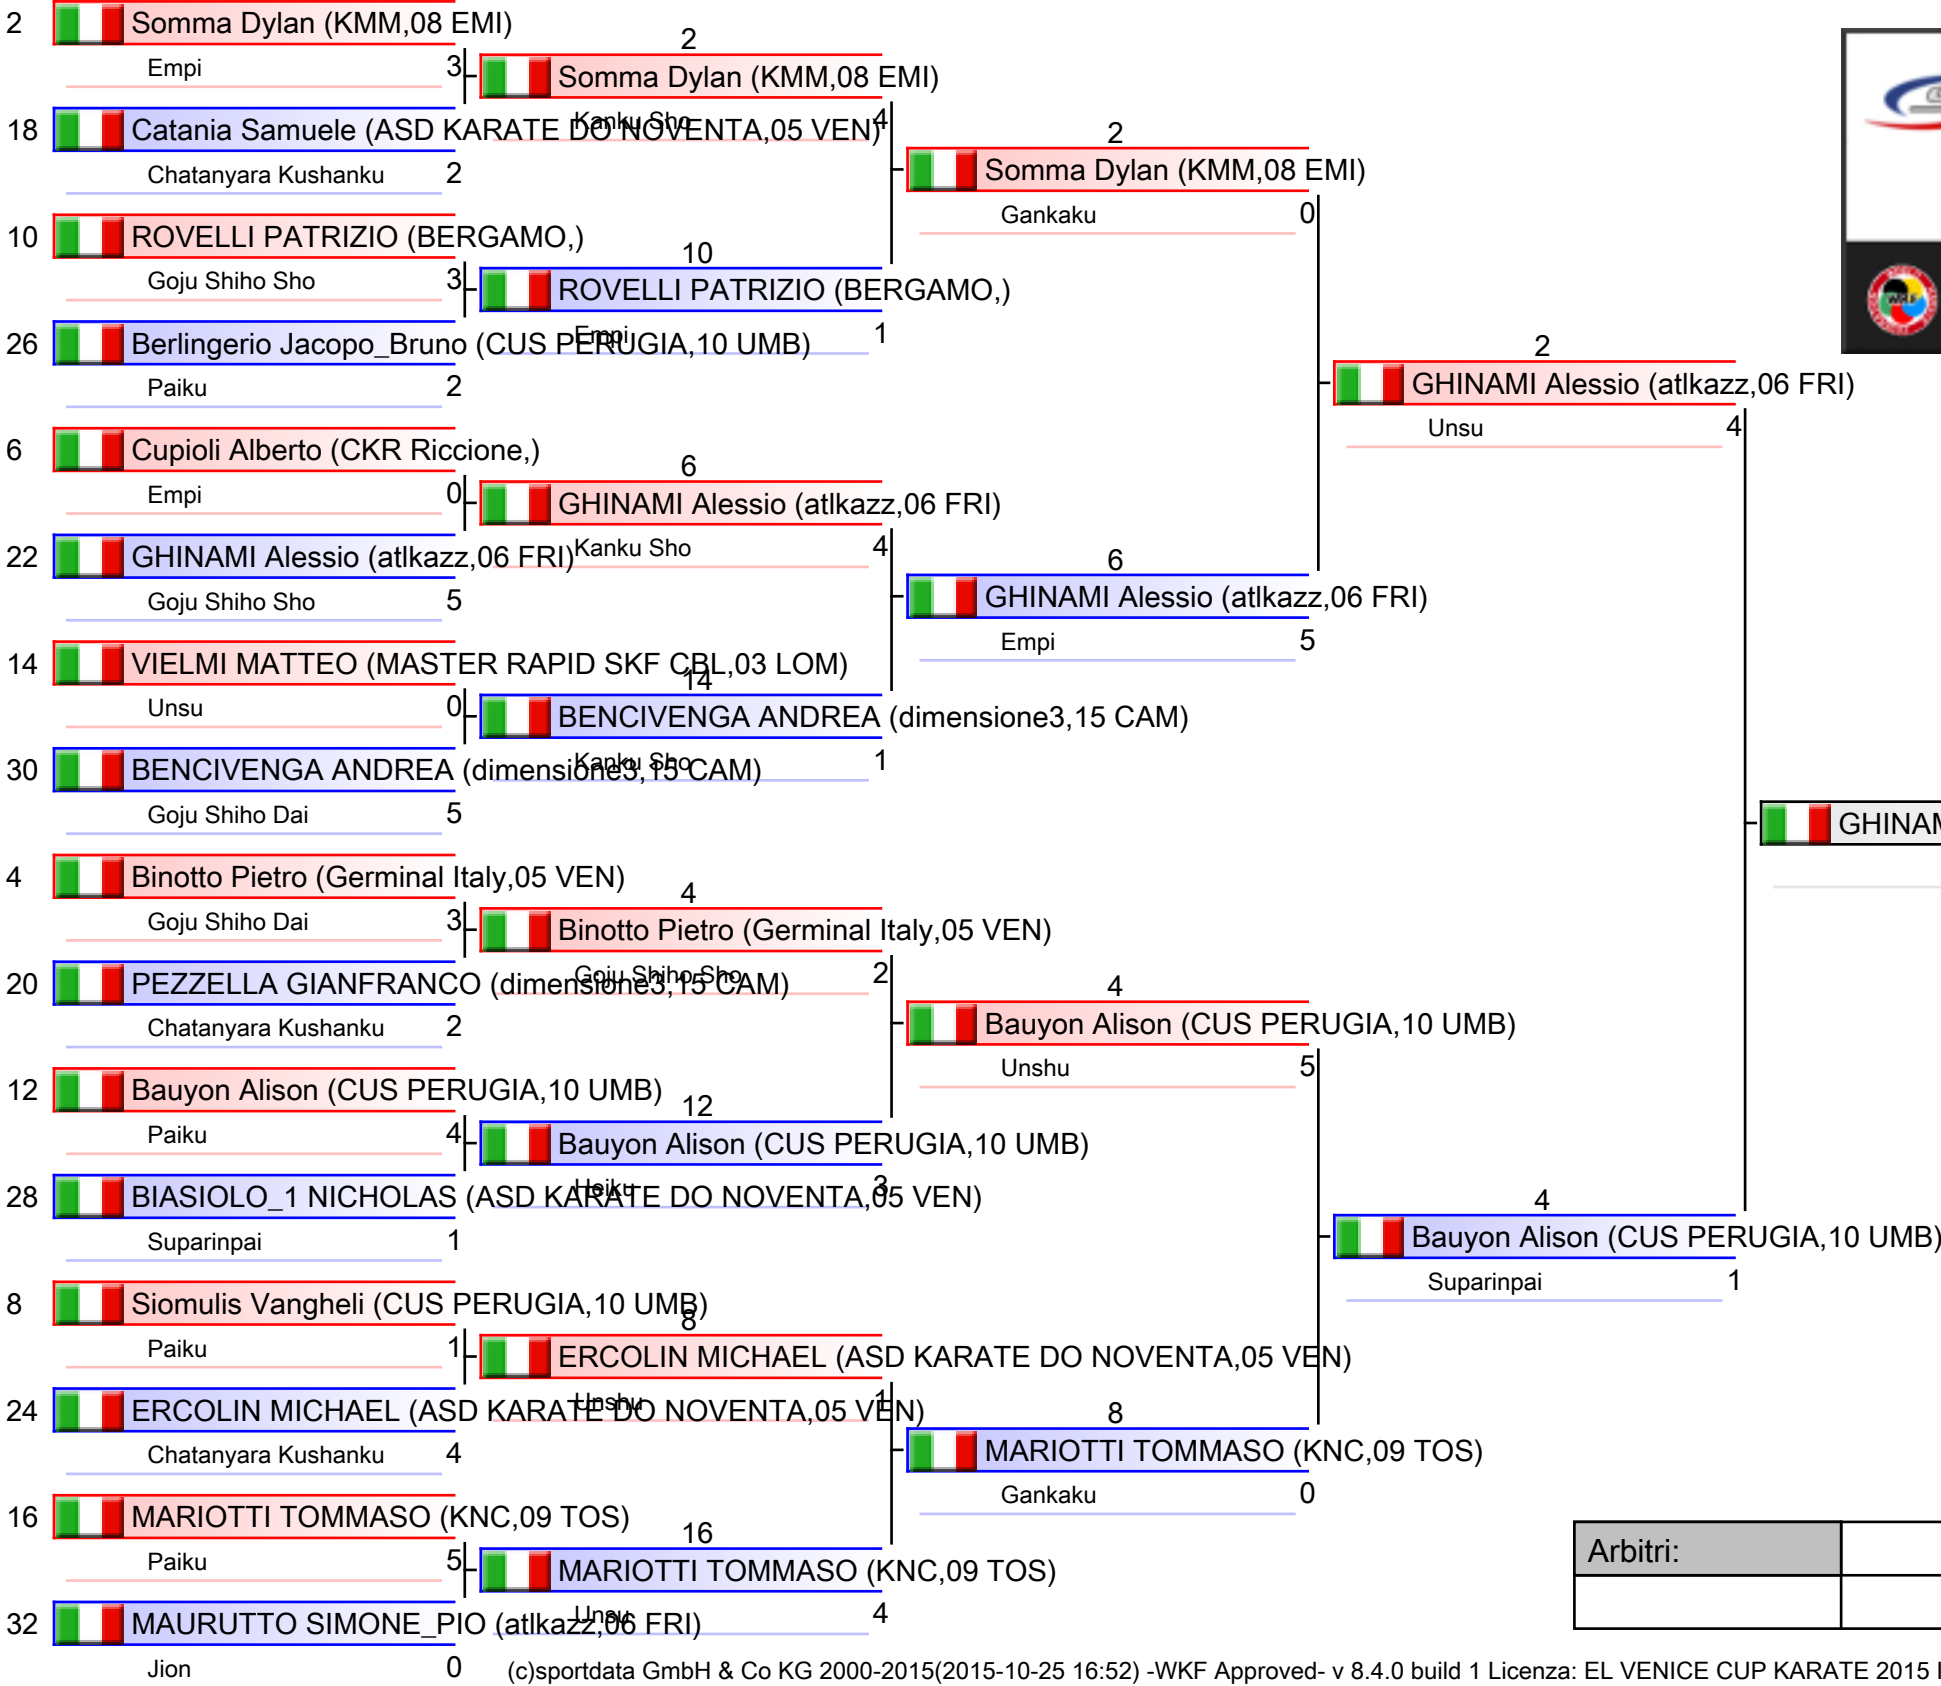 2 Somma Dylan (KMM,08 EMI)
Empi 3
18 Catania Samuele (ASD KARATE DO NOVENTA,05 VEN)
Chatanyara Kushanku 2
10 ROVELLI PATRIZIO (BERGAMO,)
Goju Shiho Sho 3
26 Berlingerio Jacopo_Bruno (CUS PERUGIA,10 UMB)
Paiku 2
6 Cupioli Alberto (CKR Riccione,)
Empi 0
22 GHINAMI Alessio (atlkazz,06 FRI)
Goju Shiho Sho 5
14 VIELMI MATTEO (MASTER RAPID SKF CBL,03 LOM)
Unsu 0
30 BENCIVENGA ANDREA (dimensione3,15 CAM)
Goju Shiho Dai 5
4 Binotto Pietro (Germinal Italy,05 VEN)
Goju Shiho Dai 3
20 PEZZELLA GIANFRANCO (dimensione3,15 CAM)
Chatanyara Kushanku 2
12 Bauyon Alison (CUS PERUGIA,10 UMB)
Paiku 4
28 BIASIOLO_1 NICHOLAS (ASD KARATE DO NOVENTA,05 VEN)
Suparinpai 1
8 Siomulis Vangheli (CUS PERUGIA,10 UMB)
Paiku 1
24 ERCOLIN MICHAEL (ASD KARATE DO NOVENTA,05 VEN)
Chatanyara Kushanku 4
16 MARIOTTI TOMMASO (KNC,09 TOS)
Paiku 5
32 MAURUTTO SIMONE_PIO (atlkazz,06 FRI)
Jion 0
2
Somma Dylan (KMM,08 EMI)
Kanku Sho 4
10
ROVELLI PATRIZIO (BERGAMO,)
Empi 1
6
GHINAMI Alessio (atlkazz,06 FRI)
Kanku Sho 4
14
BENCIVENGA ANDREA (dimensione3,15 CAM)
Kanku Sho 1
4
Binotto Pietro (Germinal Italy,05 VEN)
Goju Shiho Sho 2
12
Bauyon Alison (CUS PERUGIA,10 UMB)
Heiku 3
8
ERCOLIN MICHAEL (ASD KARATE DO NOVENTA,05 VEN)
Unshu 1
16
MARIOTTI TOMMASO (KNC,09 TOS)
Unsu 4
2
Somma Dylan (KMM,08 EMI)
Gankaku 0
6
GHINAMI Alessio (atlkazz,06 FRI)
Empi 5
4
Bauyon Alison (CUS PERUGIA,10 UMB)
Unshu 5
8
MARIOTTI TOMMASO (KNC,09 TOS)
Gankaku 0
2
GHINAMI Alessio (atlkazz,06 FRI)
Unsu 4
4
Bauyon Alison (CUS PERUGIA,10 UMB)
Suparinpai 1
Arbitri:
(c)sportdata GmbH & Co KG 2000-2015(2015-10-25 16:52) -WKF Approved- v 8.4.0 build 1 Licenza: EL VENICE CUP KARATE 2015